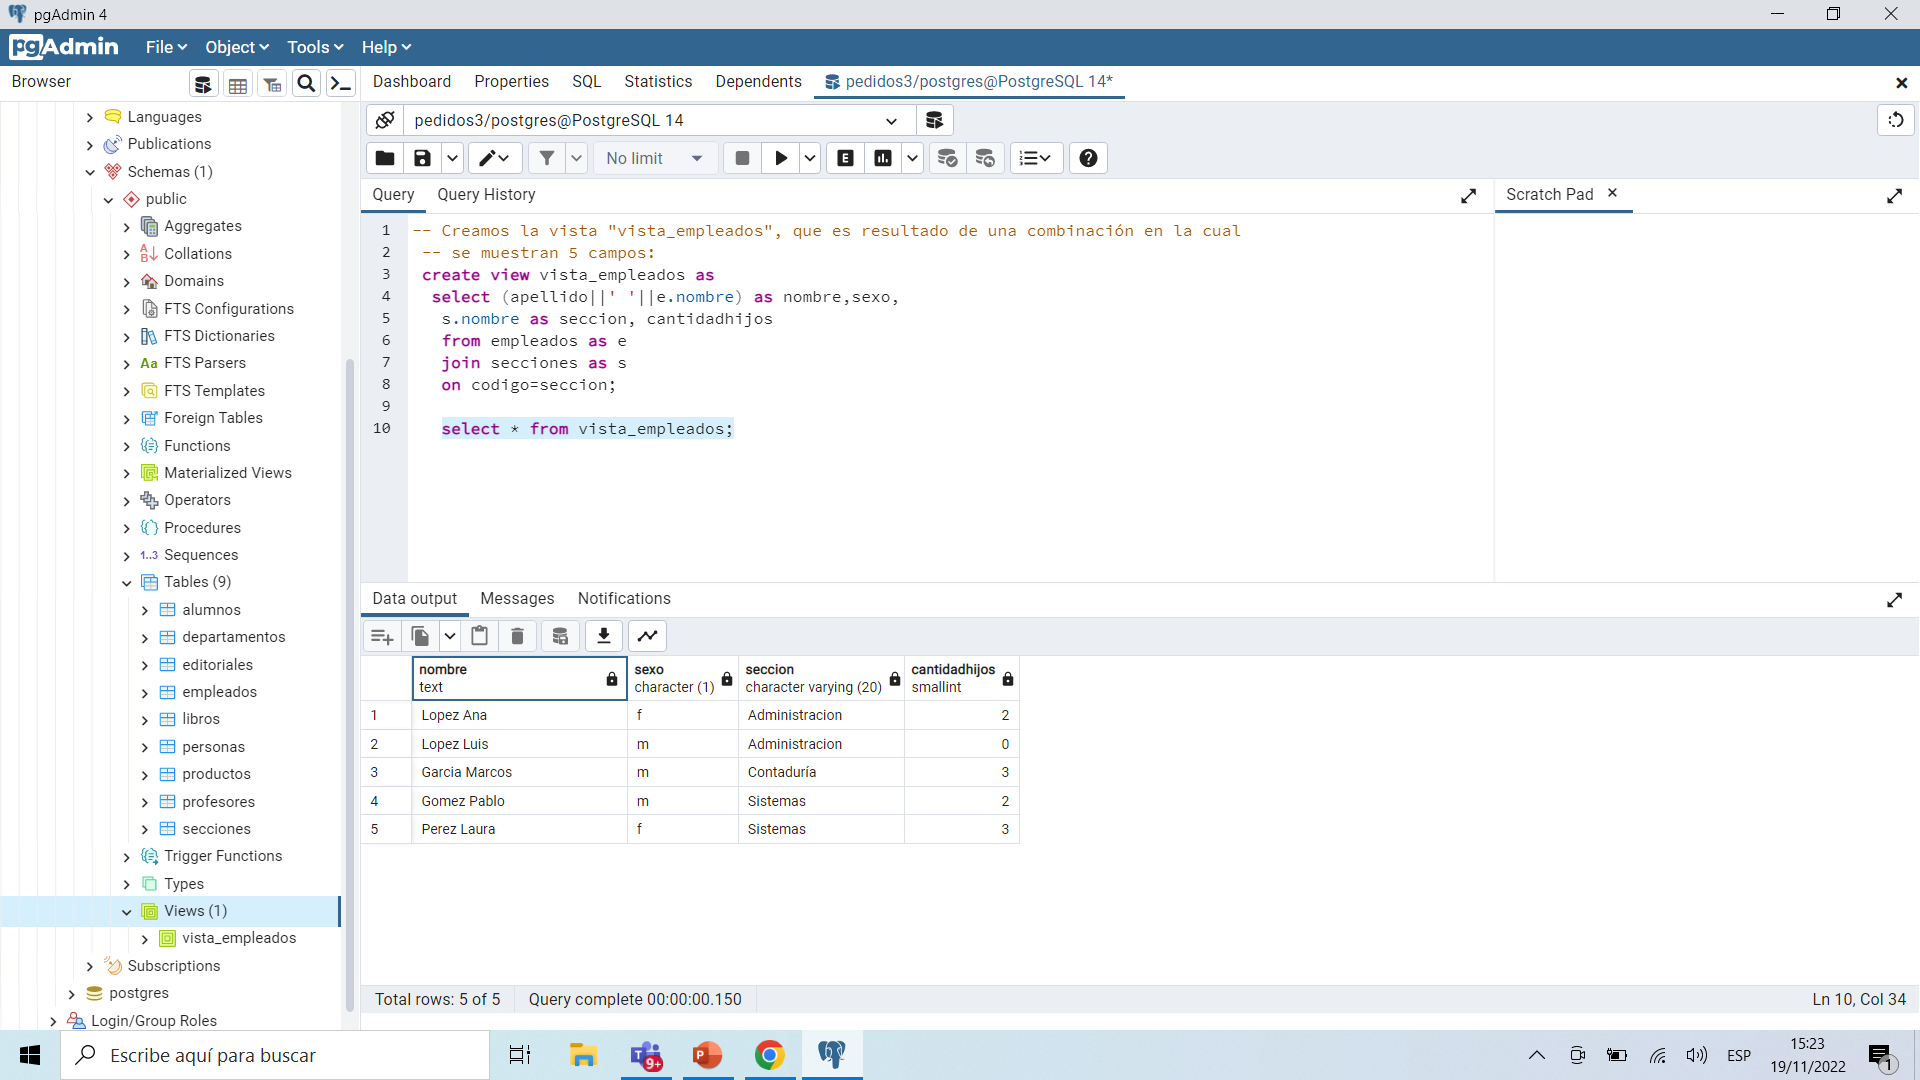 pgAdmin 4
pgAdmin File Object Tools Help
Browser
Dashboard Properties SQL Statistics Dependents pedidos3/postgres@PostgreSQL 14*
pedidos3/postgres@PostgreSQL 14
No limit
Query Query History
Scratch Pad
Languages
Publications
Schemas (1)
public
Aggregates
Collations
Domains
FTS Configurations
FTS Dictionaries
Aa FTS Parsers
FTS Templates
Foreign Tables
Functions
Materialized Views
Operators
Procedures
1..3 Sequences
Tables (9)
alumnos
departamentos
editoriales
empleados
libros
personas
productos
profesores
secciones
Trigger Functions
Types
Views (1)
vista_empleados
Subscriptions
postgres
Login/Group Roles
1 -- Creamos la vista "vista_empleados", que es resultado de una combinación en la cual
2 -- se muestran 5 campos:
3 create view vista_empleados as
4 select (apellido||' '||e.nombre) as nombre,sexo,
5 s.nombre as seccion, cantidadhijos
6 from empleados as e
7 join secciones as s
8 on codigo=seccion;
9
10 select * from vista_empleados;
Data output Messages Notifications
nombre sexo seccion cantidadhijos
text character (1) character varying (20) smallint
1 Lopez Ana f Administracion 2
2 Lopez Luis m Administracion 0
3 Garcia Marcos m Contaduría 3
4 Gomez Pablo m Sistemas 2
5 Perez Laura f Sistemas 3
Total rows: 5 of 5 Query complete 00:00:00.150 Ln 10, Col 34
Escribe aquí para buscar
9+
ESP
15:23
19/11/2022
1